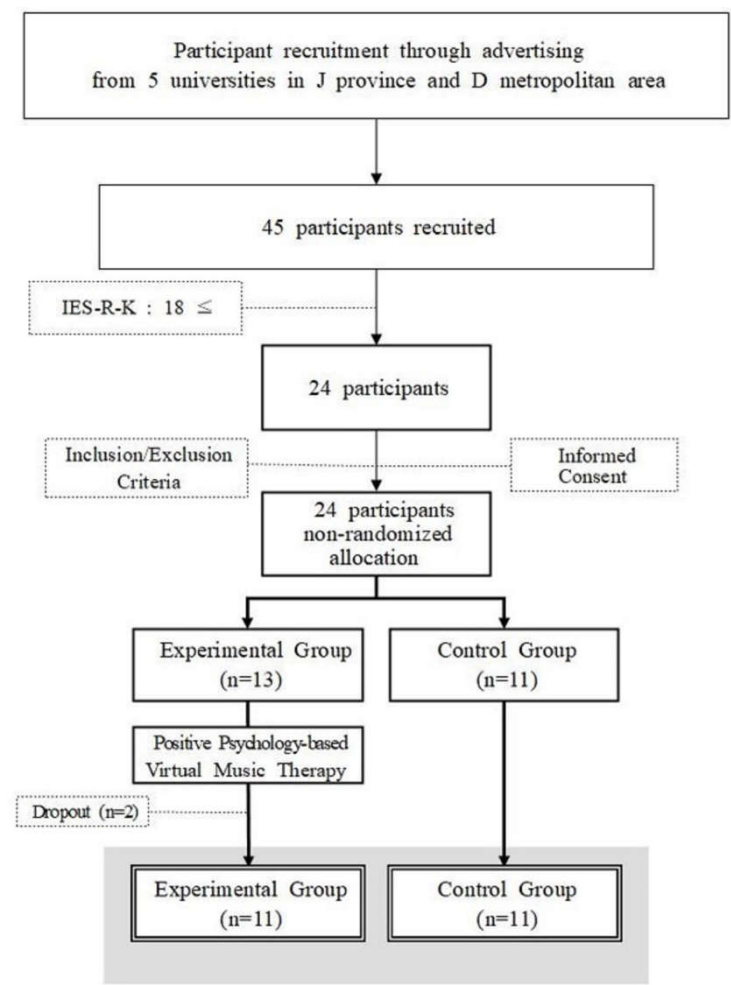 Participant recruitment through advertising
from 5 universities in J province and D metropolitan area
45 participants recruited
IES-R-K : 18 ≤
24 participants
Inclusion/Exclusion
Criteria
Informed
Consent
24 participants
non-randomized
allocation
Experimental Group
(n=13)
Control Group
(n=11)
Positive Psychology-based
Virtual Music Therapy
Dropout (n=2)
Experimental Group
(n=11)
Control Group
(n=11)